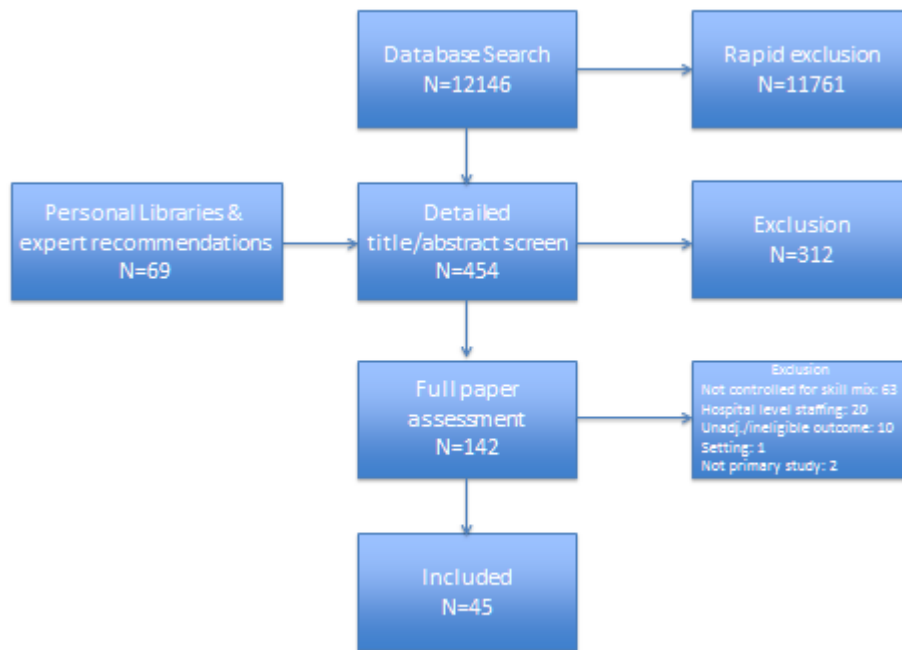 Database Search
N=12146
Rapid exclusion
N=11761
Personal Libraries &
expert recommendations
N=69
Detailed
title/abstract screen
N=454
Exclusion
N=312
Full paper
assessment
N=142
Exclusion
Not controlled for skill mix: 63
Hospital level staffing: 20
Unadj./ineligible outcome: 10
Setting: 1
Not primary study: 2
Included
N=45